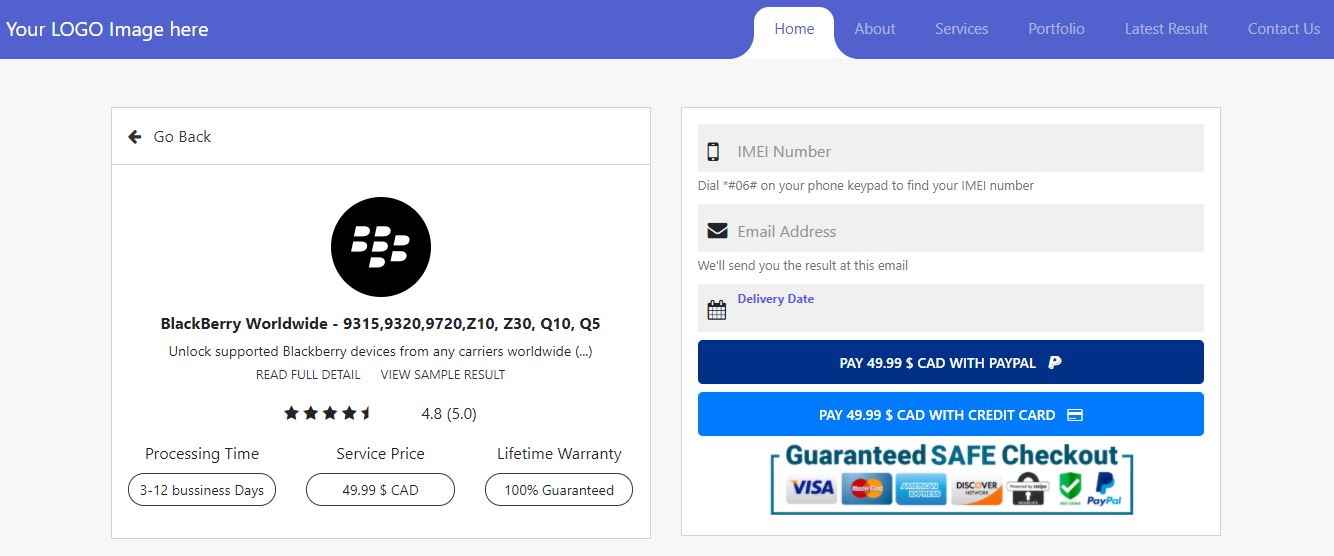 Your LOGO Image here
Home About Services Portfolio Latest Result Contact Us
Go Back
BlackBerry Worldwide - 9315,9320,9720,Z10, Z30, Q10, Q5
Unlock supported Blackberry devices from any carriers worldwide (...)
READ FULL DETAIL VIEW SAMPLE RESULT
4.8 (5.0)
Processing Time Service Price Lifetime Warranty
3-12 bussiness Days 49.99 $ CAD 100% Guaranteed
IMEI Number
Dial *#06# on your phone keypad to find your IMEI number
Email Address
We'll send you the result at this email
Delivery Date
PAY 49.99 $ CAD WITH PAYPAL
PAY 49.99 $ CAD WITH CREDIT CARD
Guaranteed SAFE Checkout
VISA MasterCard AMERICAN EXPRESS DISCOVER NETWORK Powered by stripe PayPal